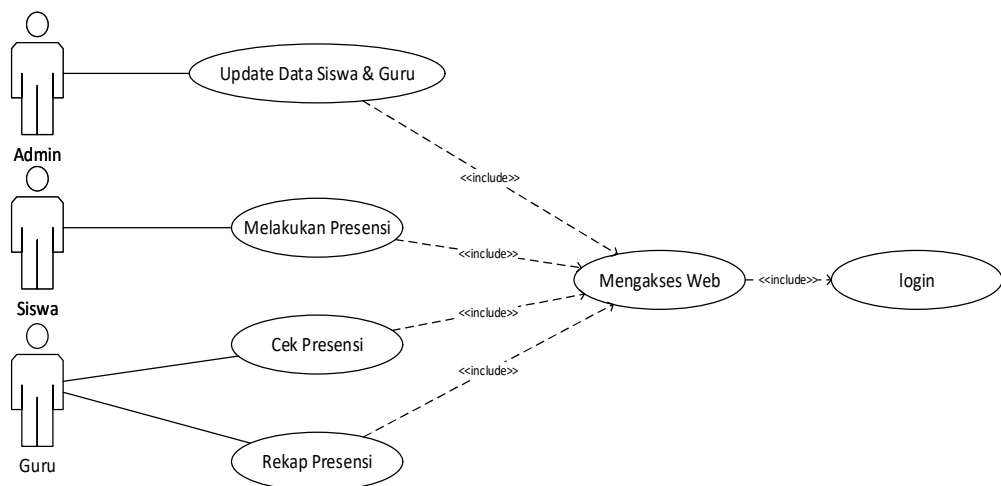 Update Data Siswa & Guru
Admin
<<include>>
Melakukan Presensi
<<include>>
Siswa
Mengakses Web
<<include>>
login
<<include>>
Cek Presensi
<<include>>
Guru
Rekap Presensi